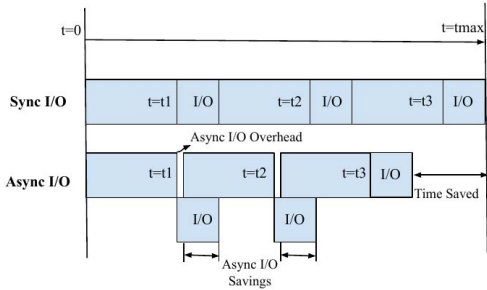 t=0
t=tmax
Sync I/O
t=t1
I/O
t=t2
I/O
t=t3
I/O
Async I/O Overhead
Async I/O
t=t1
t=t2
t=t3
I/O
Time Saved
I/O
I/O
Async I/O
Savings